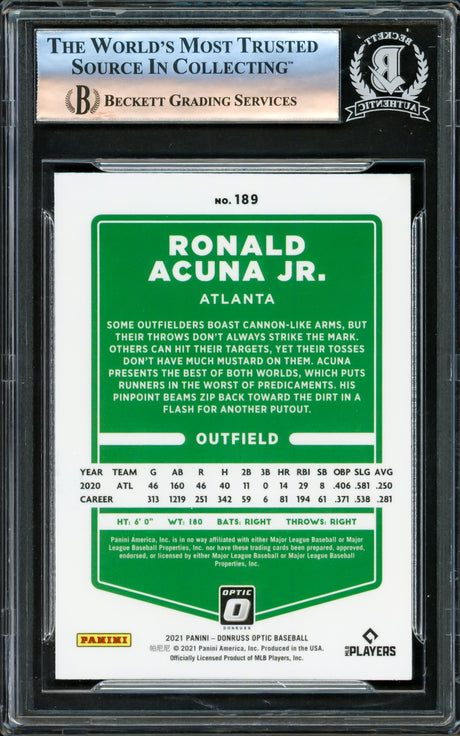 THE WORLD'S MOST TRUSTED
SOURCE IN COLLECTING™
B BECKETT GRADING SERVICES
BECKETT
B
AUTHENTIC
NO. 189
RONALD
ACUNA JR.
ATLANTA
SOME OUTFIELDERS BOAST CANNON-LIKE ARMS, BUT
THEIR THROWS DON'T ALWAYS STRIKE THE MARK.
OTHERS CAN HIT THEIR TARGETS, YET THEIR TOSSES
DON'T HAVE MUCH MUSTARD ON THEM. ACUNA
PRESENTS THE BEST OF BOTH WORLDS, WHICH PUTS
RUNNERS IN THE WORST OF PREDICAMENTS. HIS
PINPOINT BEAMS ZIP BACK TOWARD THE DIRT IN A
FLASH FOR ANOTHER PUTOUT.
OUTFIELD
YEAR TEAM G AB R H 2B 3B HR RBI SB OBP SLG AVG
2020 ATL 46 160 46 40 11 0 14 29 8 .406 .581 .250
CAREER 313 1219 251 342 59 6 81 194 61 .371 .538 .281
HT: 6' 0" WT: 180 BATS: RIGHT THROWS: RIGHT
Panini America, Inc. is in no way affiliated with either Major League Baseball or Major
League Baseball Properties, Inc. nor have these trading cards been prepared, approved,
endorsed, or licensed by either Major League Baseball or Major League Baseball
Properties, Inc.
OPTIC
DONRUSS
PANINI
2021 PANINI - DONRUSS OPTIC BASEBALL
帕尼尼 © 2021 Panini America, Inc. Produced in the USA.
Officially Licensed Product of MLB Players, Inc.
MLB PLAYERS